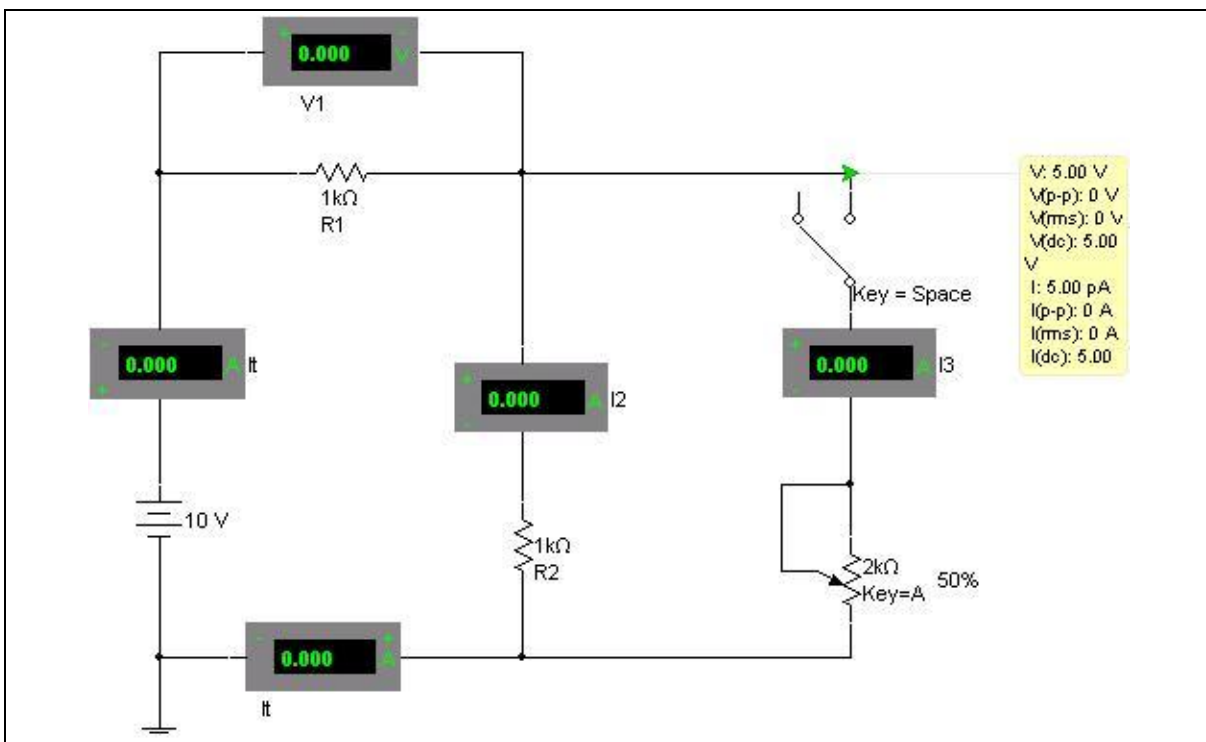 0.000 V
V1
1kΩ
R1
V: 5.00 V
V(p-p): 0 V
V(rms): 0 V
V(dc): 5.00
V
I: 5.00 pA
I(p-p): 0 A
I(rms): 0 A
I(dc): 5.00
Key = Space
0.000 A It
0.000 A I2
0.000 A I3
10 V
1kΩ
R2
2kΩ
Key=A 50%
0.000 A
It